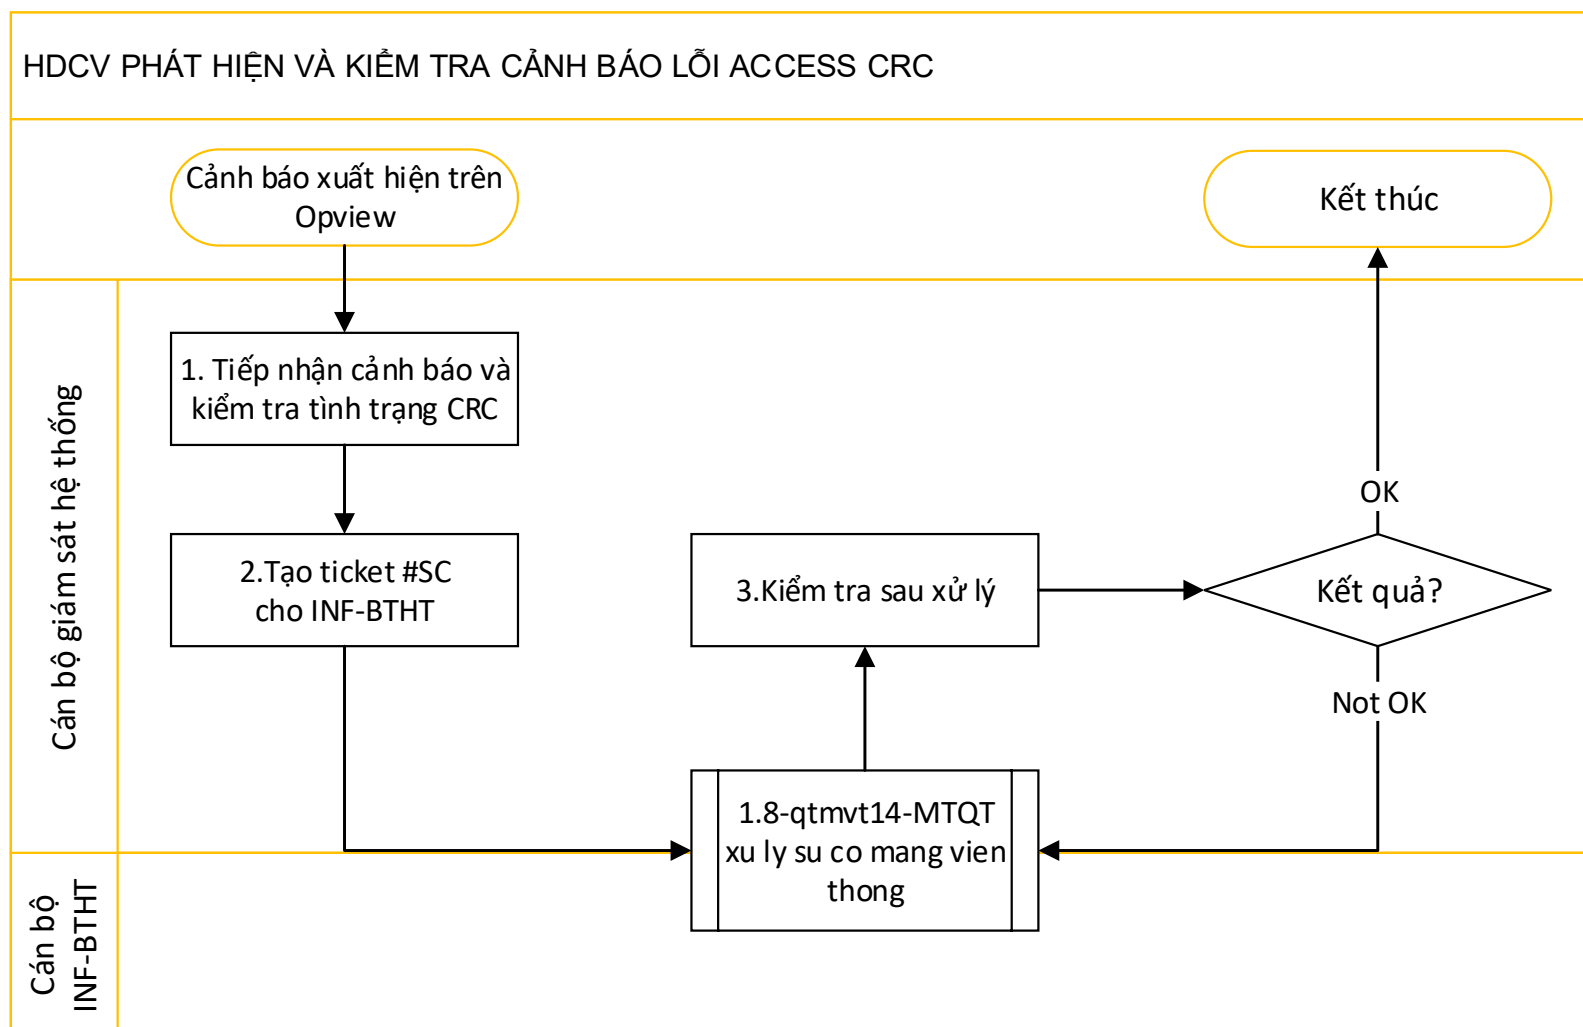 HDCV PHÁT HIỆN VÀ KIỂM TRA CẢNH BÁO LỖI ACCESS CRC
Cảnh báo xuất hiện trên
Opview
Kết thúc
Cán bộ giám sát hệ thống
1. Tiếp nhận cảnh báo và
kiểm tra tình trạng CRC
2.Tạo ticket #SC
cho INF-BTHT
3.Kiểm tra sau xử lý
Kết quả?
OK
Not OK
1.8-qtmvt14-MTQT
xu ly su co mang vien
thong
Cán bộ
INF-BTHT